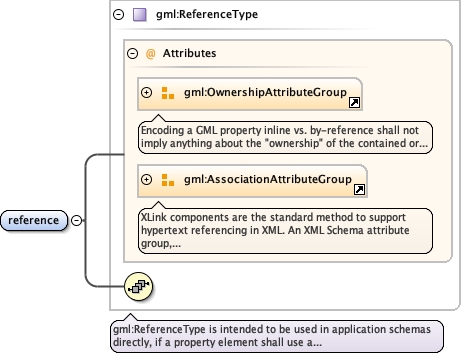 gml:ReferenceType
@ Attributes
gml:OwnershipAttributeGroup
Encoding a GML property inline vs. by-reference shall not
imply anything about the "ownership" of the contained or...
gml:AssociationAttributeGroup
XLink components are the standard method to support
hypertext referencing in XML. An XML Schema attribute
group,...
reference
gml:ReferenceType is intended to be used in application schemas
directly, if a property element shall use a...